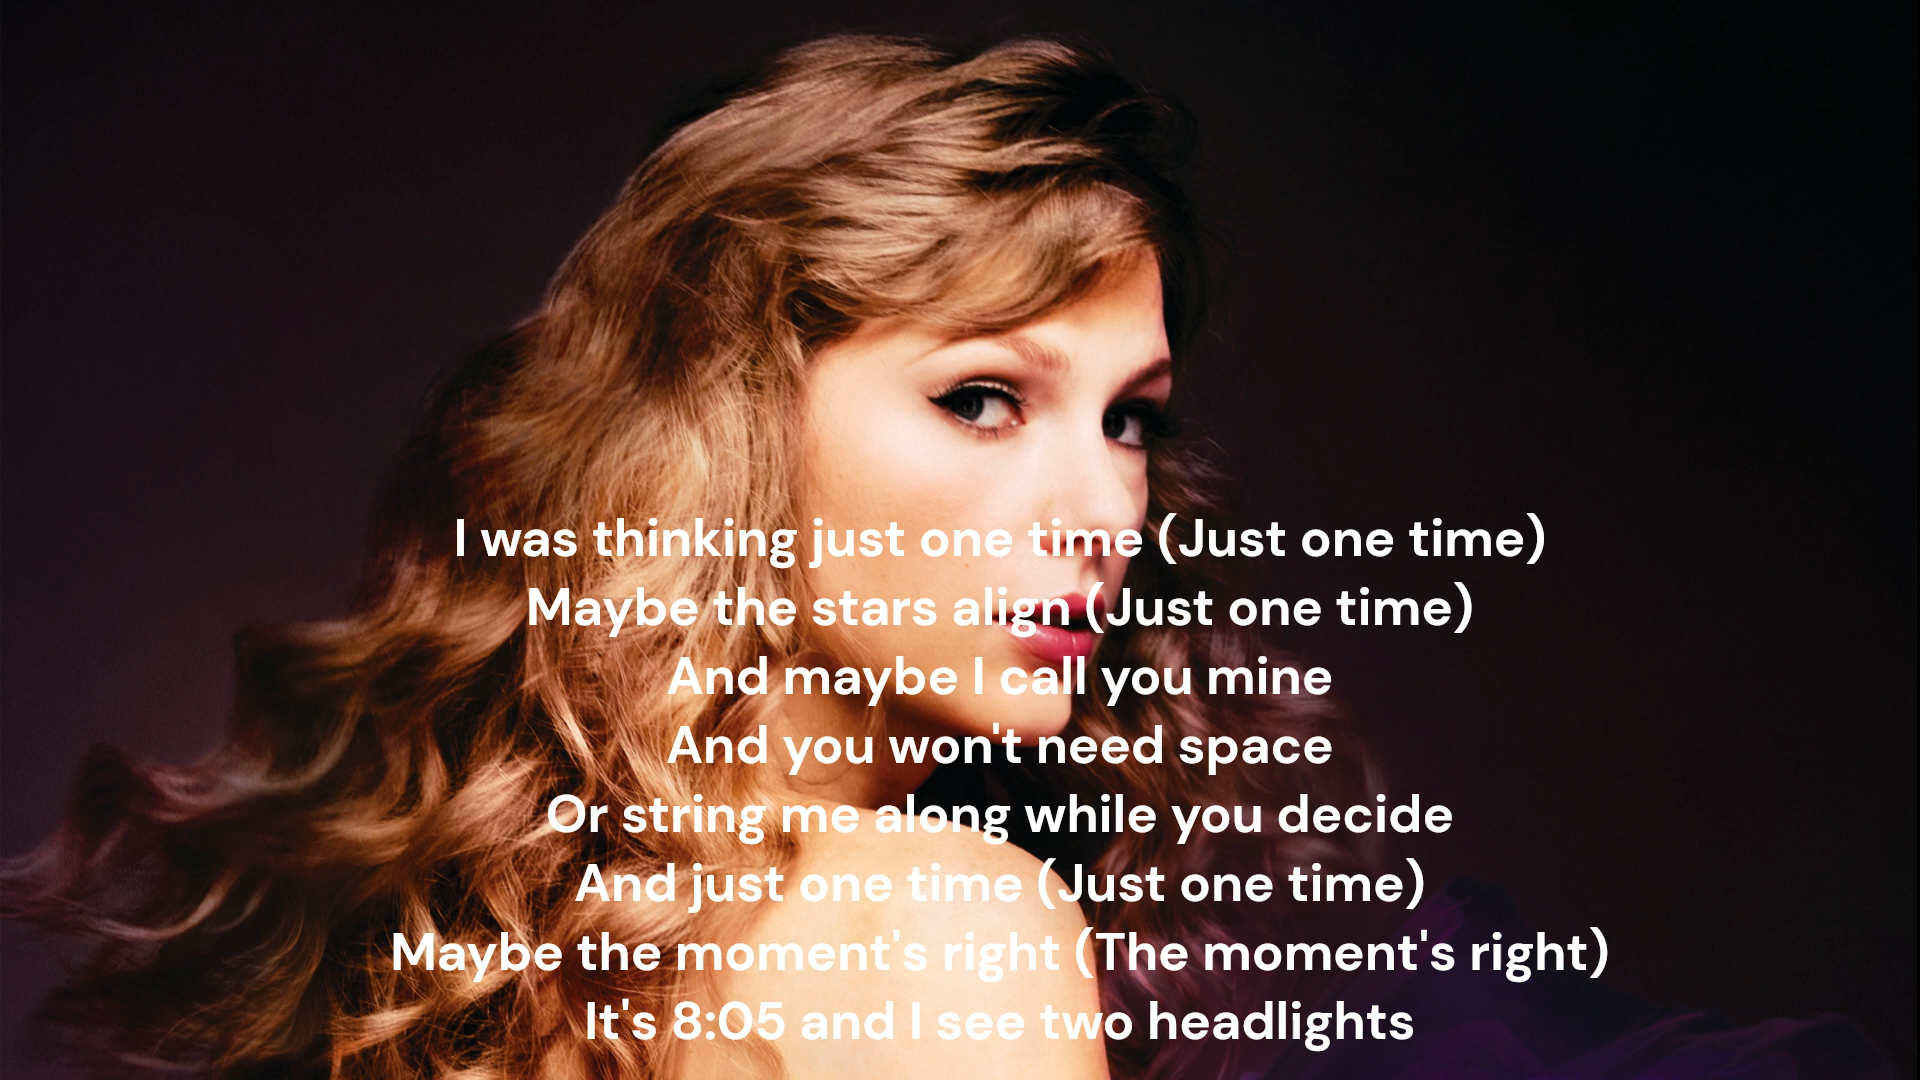 I was thinking just one time (Just one time)
Maybe the stars align (Just one time)
And maybe I call you mine
And you won't need space
Or string me along while you decide
And just one time (Just one time)
Maybe the moment's right (The moment's right)
It's 8:05 and I see two headlights